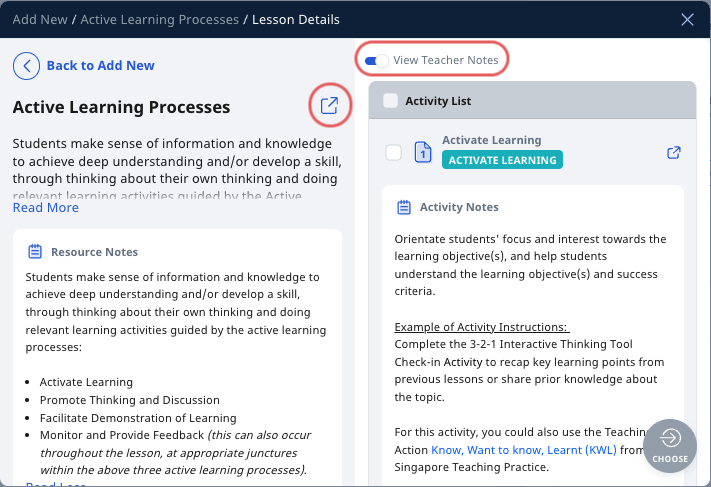 Add New / Active Learning Processes / Lesson Details
Back to Add New
Active Learning Processes
Students make sense of information and knowledge
to achieve deep understanding and/or develop a skill,
through thinking about their own thinking and doing
relevant learning activities guided by the Active
Read More
Resource Notes
Students make sense of information and knowledge to
achieve deep understanding and/or develop a skill,
through thinking about their own thinking and doing
relevant learning activities guided by the active learning
processes:
• Activate Learning
• Promote Thinking and Discussion
• Facilitate Demonstration of Learning
• Monitor and Provide Feedback (this can also occur
throughout the lesson, at appropriate junctures
within the above three active learning processes).
Read Less
View Teacher Notes
Activity List
1
Activate Learning
ACTIVATE LEARNING
Activity Notes
Orientate students' focus and interest towards the
learning objective(s), and help students
understand the learning objective(s) and success
criteria.
Example of Activity Instructions:
Complete the 3-2-1 Interactive Thinking Tool
Check-in Activity to recap key learning points from
previous lessons or share prior knowledge about
the topic.
For this activity, you could also use the Teaching
Action Know, Want to know, Learnt (KWL) from
Singapore Teaching Practice.
CHOOSE